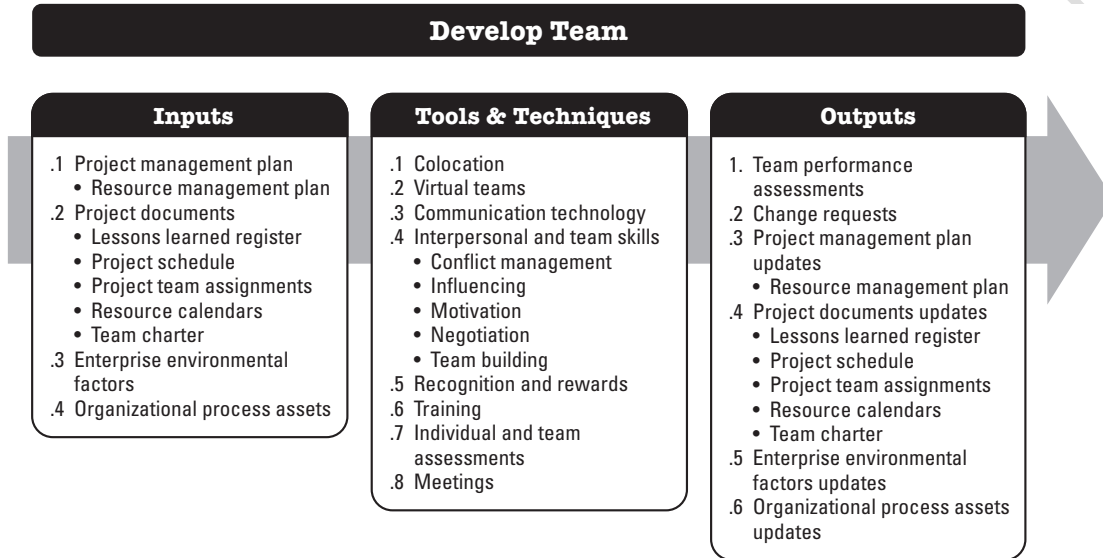 Develop Team
Inputs
.1 Project management plan
• Resource management plan
.2 Project documents
• Lessons learned register
• Project schedule
• Project team assignments
• Resource calendars
• Team charter
.3 Enterprise environmental
factors
.4 Organizational process assets
Tools & Techniques
.1 Colocation
.2 Virtual teams
.3 Communication technology
.4 Interpersonal and team skills
• Conflict management
• Influencing
• Motivation
• Negotiation
• Team building
.5 Recognition and rewards
.6 Training
.7 Individual and team
assessments
.8 Meetings
Outputs
1. Team performance
assessments
.2 Change requests
.3 Project management plan
updates
• Resource management plan
.4 Project documents updates
• Lessons learned register
• Project schedule
• Project team assignments
• Resource calendars
• Team charter
.5 Enterprise environmental
factors updates
.6 Organizational process assets
updates